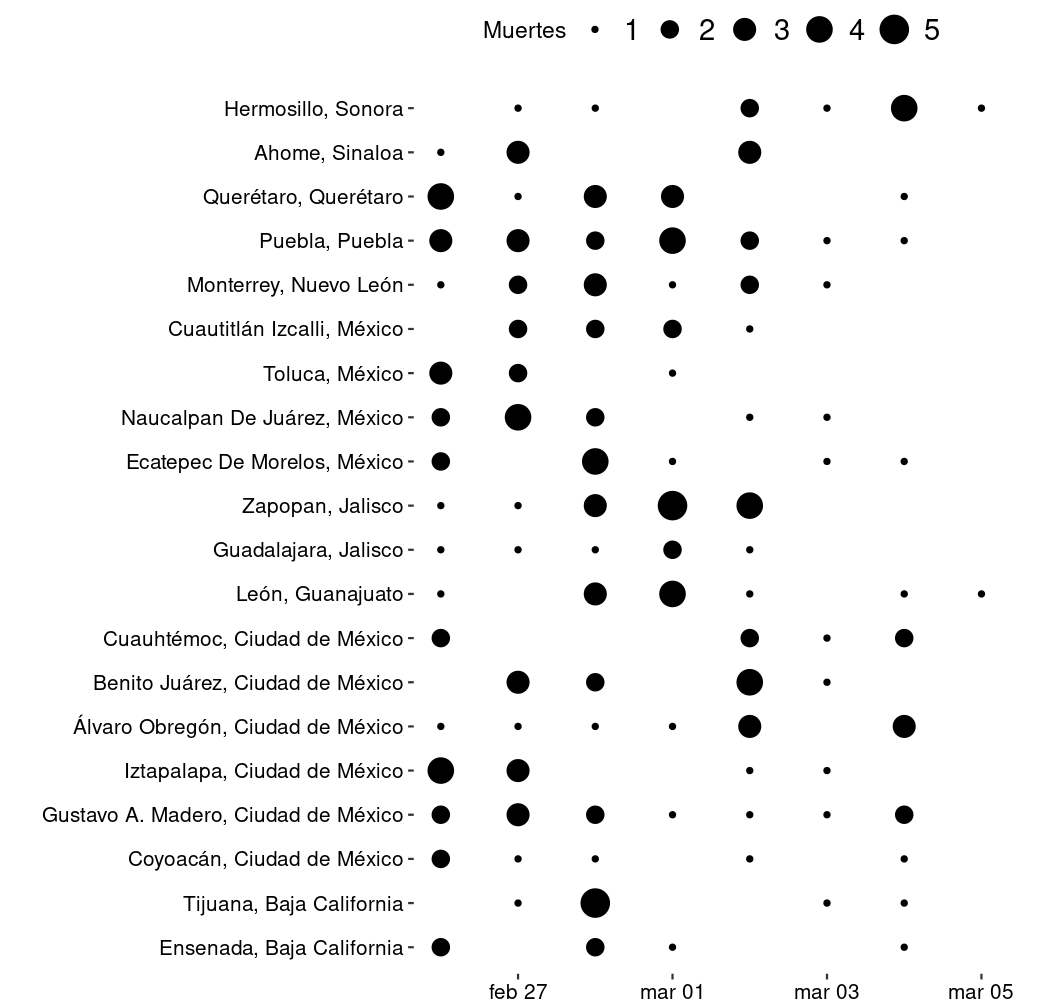 Muertes 1 2 3 4 5
Hermosillo, Sonora
Ahome, Sinaloa
Querétaro, Querétaro
Puebla, Puebla
Monterrey, Nuevo León
Cuautitlán Izcalli, México
Toluca, México
Naucalpan De Juárez, México
Ecatepec De Morelos, México
Zapopan, Jalisco
Guadalajara, Jalisco
León, Guanajuato
Cuauhtémoc, Ciudad de México
Benito Juárez, Ciudad de México
Álvaro Obregón, Ciudad de México
Iztapalapa, Ciudad de México
Gustavo A. Madero, Ciudad de México
Coyoacán, Ciudad de México
Tijuana, Baja California
Ensenada, Baja California
feb 27 mar 01 mar 03 mar 05